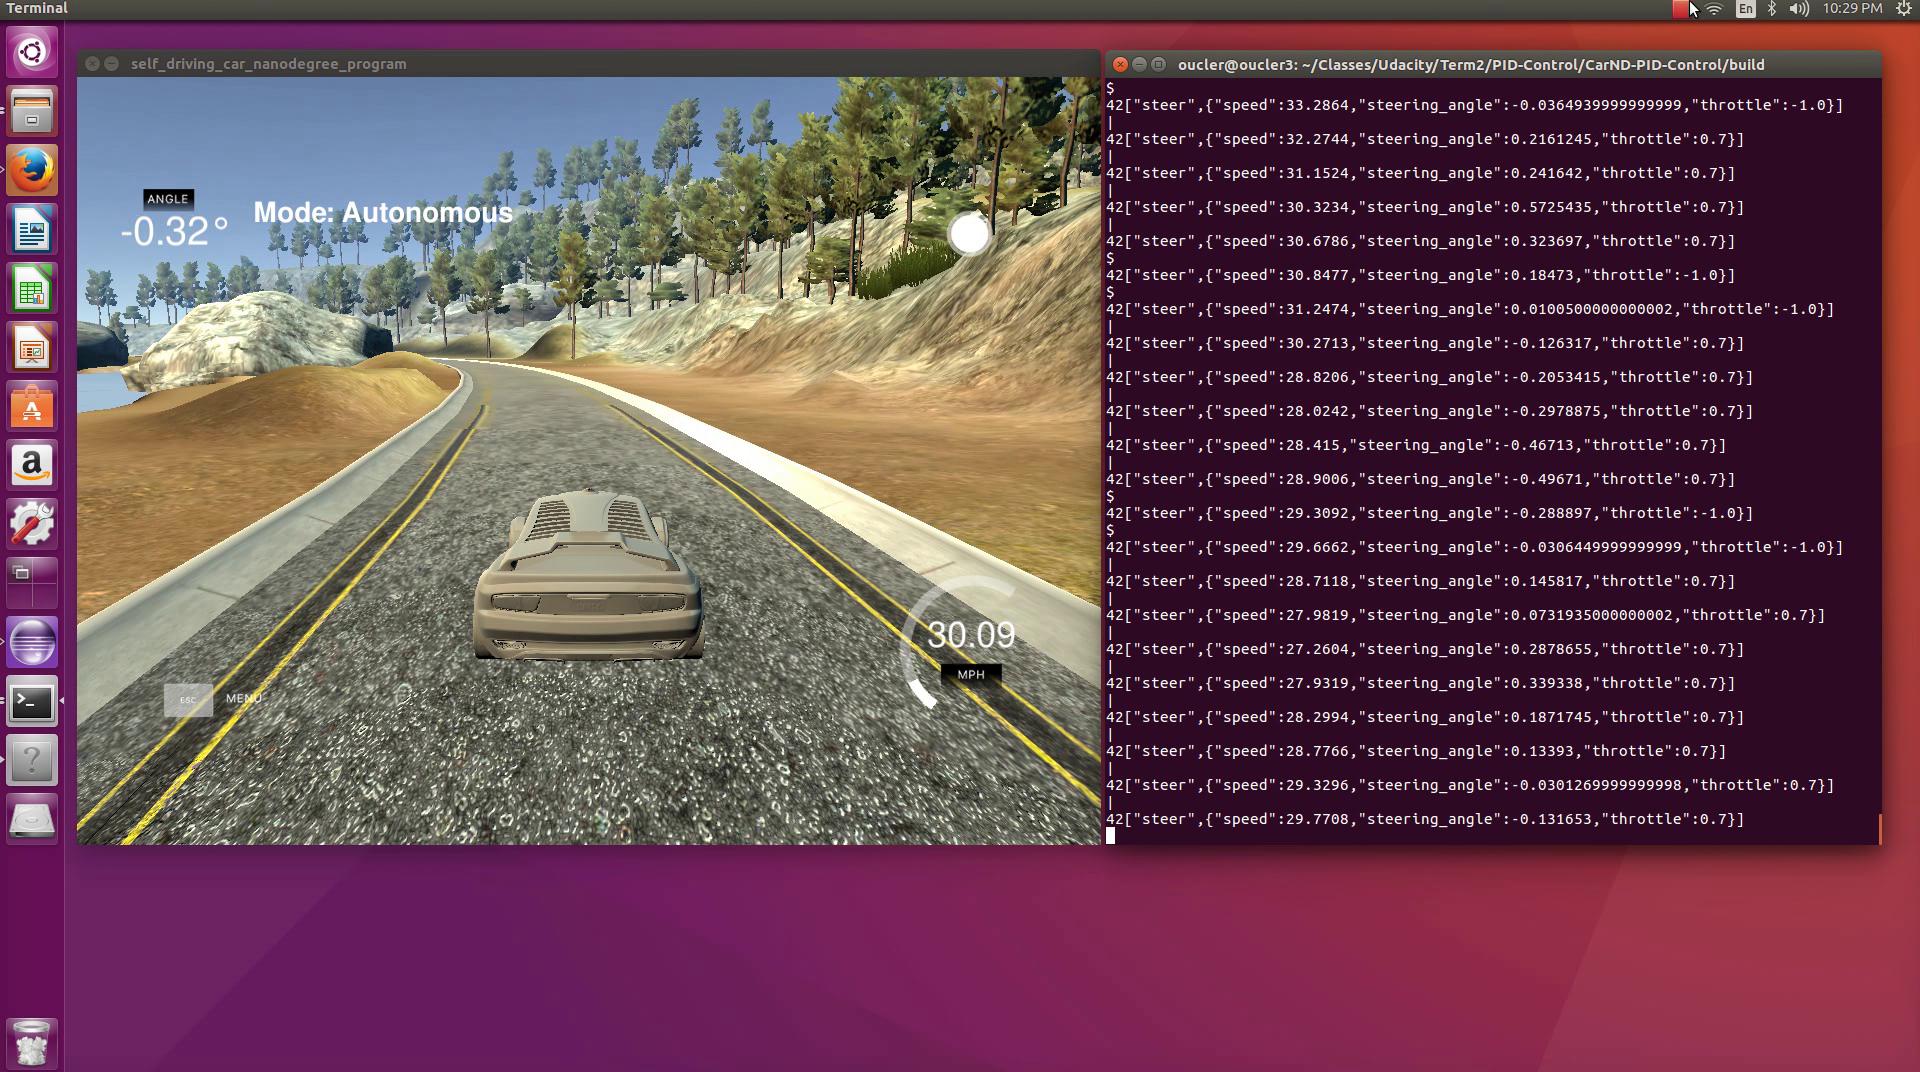 Terminal
En
10:29 PM
self_driving_car_nanodegree_program
ANGLE
-0.32°
Mode: Autonomous
30.09
MPH
ESC
MENU
oucler@oucler3: ~/Classes/Udacity/Term2/PID-Control/CarND-PID-Control/build
$
42["steer",{"speed":33.2864,"steering_angle":-0.0364939999999999,"throttle":-1.0}]
|
42["steer",{"speed":32.2744,"steering_angle":0.2161245,"throttle":0.7}]
|
42["steer",{"speed":31.1524,"steering_angle":0.241642,"throttle":0.7}]
|
42["steer",{"speed":30.3234,"steering_angle":0.5725435,"throttle":0.7}]
|
42["steer",{"speed":30.6786,"steering_angle":0.323697,"throttle":0.7}]
$
42["steer",{"speed":30.8477,"steering_angle":0.18473,"throttle":-1.0}]
$
42["steer",{"speed":31.2474,"steering_angle":0.0100500000000002,"throttle":-1.0}]
|
42["steer",{"speed":30.2713,"steering_angle":-0.126317,"throttle":0.7}]
|
42["steer",{"speed":28.8206,"steering_angle":-0.2053415,"throttle":0.7}]
|
42["steer",{"speed":28.0242,"steering_angle":-0.2978875,"throttle":0.7}]
|
42["steer",{"speed":28.415,"steering_angle":-0.46713,"throttle":0.7}]
|
42["steer",{"speed":28.9006,"steering_angle":-0.49671,"throttle":0.7}]
$
42["steer",{"speed":29.3092,"steering_angle":-0.288897,"throttle":-1.0}]
$
42["steer",{"speed":29.6662,"steering_angle":-0.0306449999999999,"throttle":-1.0}]
|
42["steer",{"speed":28.7118,"steering_angle":0.145817,"throttle":0.7}]
|
42["steer",{"speed":27.9819,"steering_angle":0.0731935000000002,"throttle":0.7}]
|
42["steer",{"speed":27.2604,"steering_angle":0.2878655,"throttle":0.7}]
|
42["steer",{"speed":27.9319,"steering_angle":0.339338,"throttle":0.7}]
|
42["steer",{"speed":28.2994,"steering_angle":0.1871745,"throttle":0.7}]
|
42["steer",{"speed":28.7766,"steering_angle":0.13393,"throttle":0.7}]
|
42["steer",{"speed":29.3296,"steering_angle":-0.0301269999999998,"throttle":0.7}]
|
42["steer",{"speed":29.7708,"steering_angle":-0.131653,"throttle":0.7}]